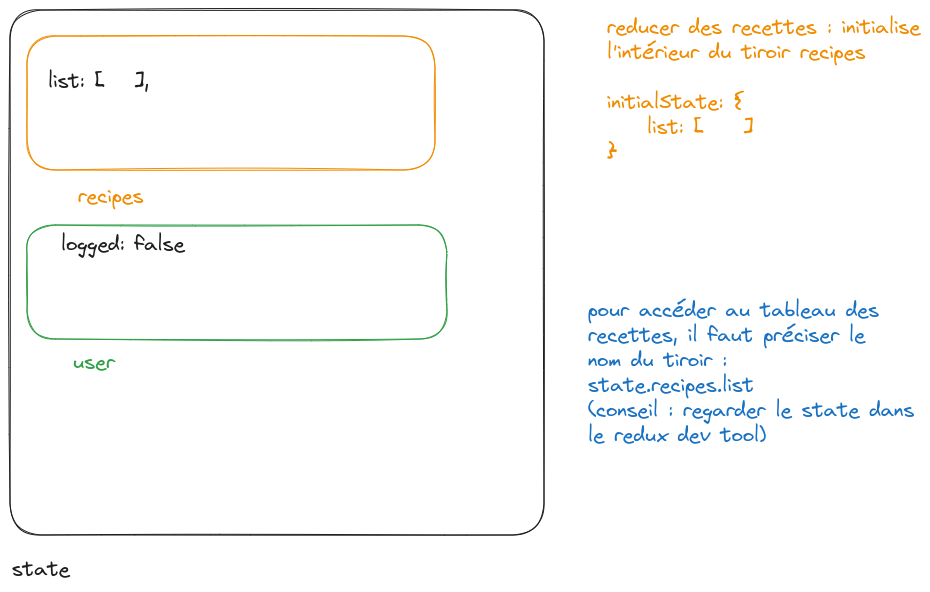 list: [ ],
recipes
logged: false
user
state
reducer des recettes : initialise
l'intérieur du tiroir recipes
initialState: {
list: [ ]
}
pour accéder au tableau des
recettes, il faut préciser le
nom du tiroir :
state.recipes.list
(conseil : regarder le state dans
le redux dev tool)